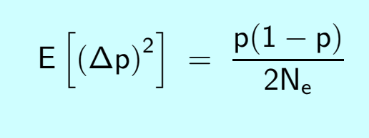 E[(Δp)²] = p(1 − p) / 2Nₑ